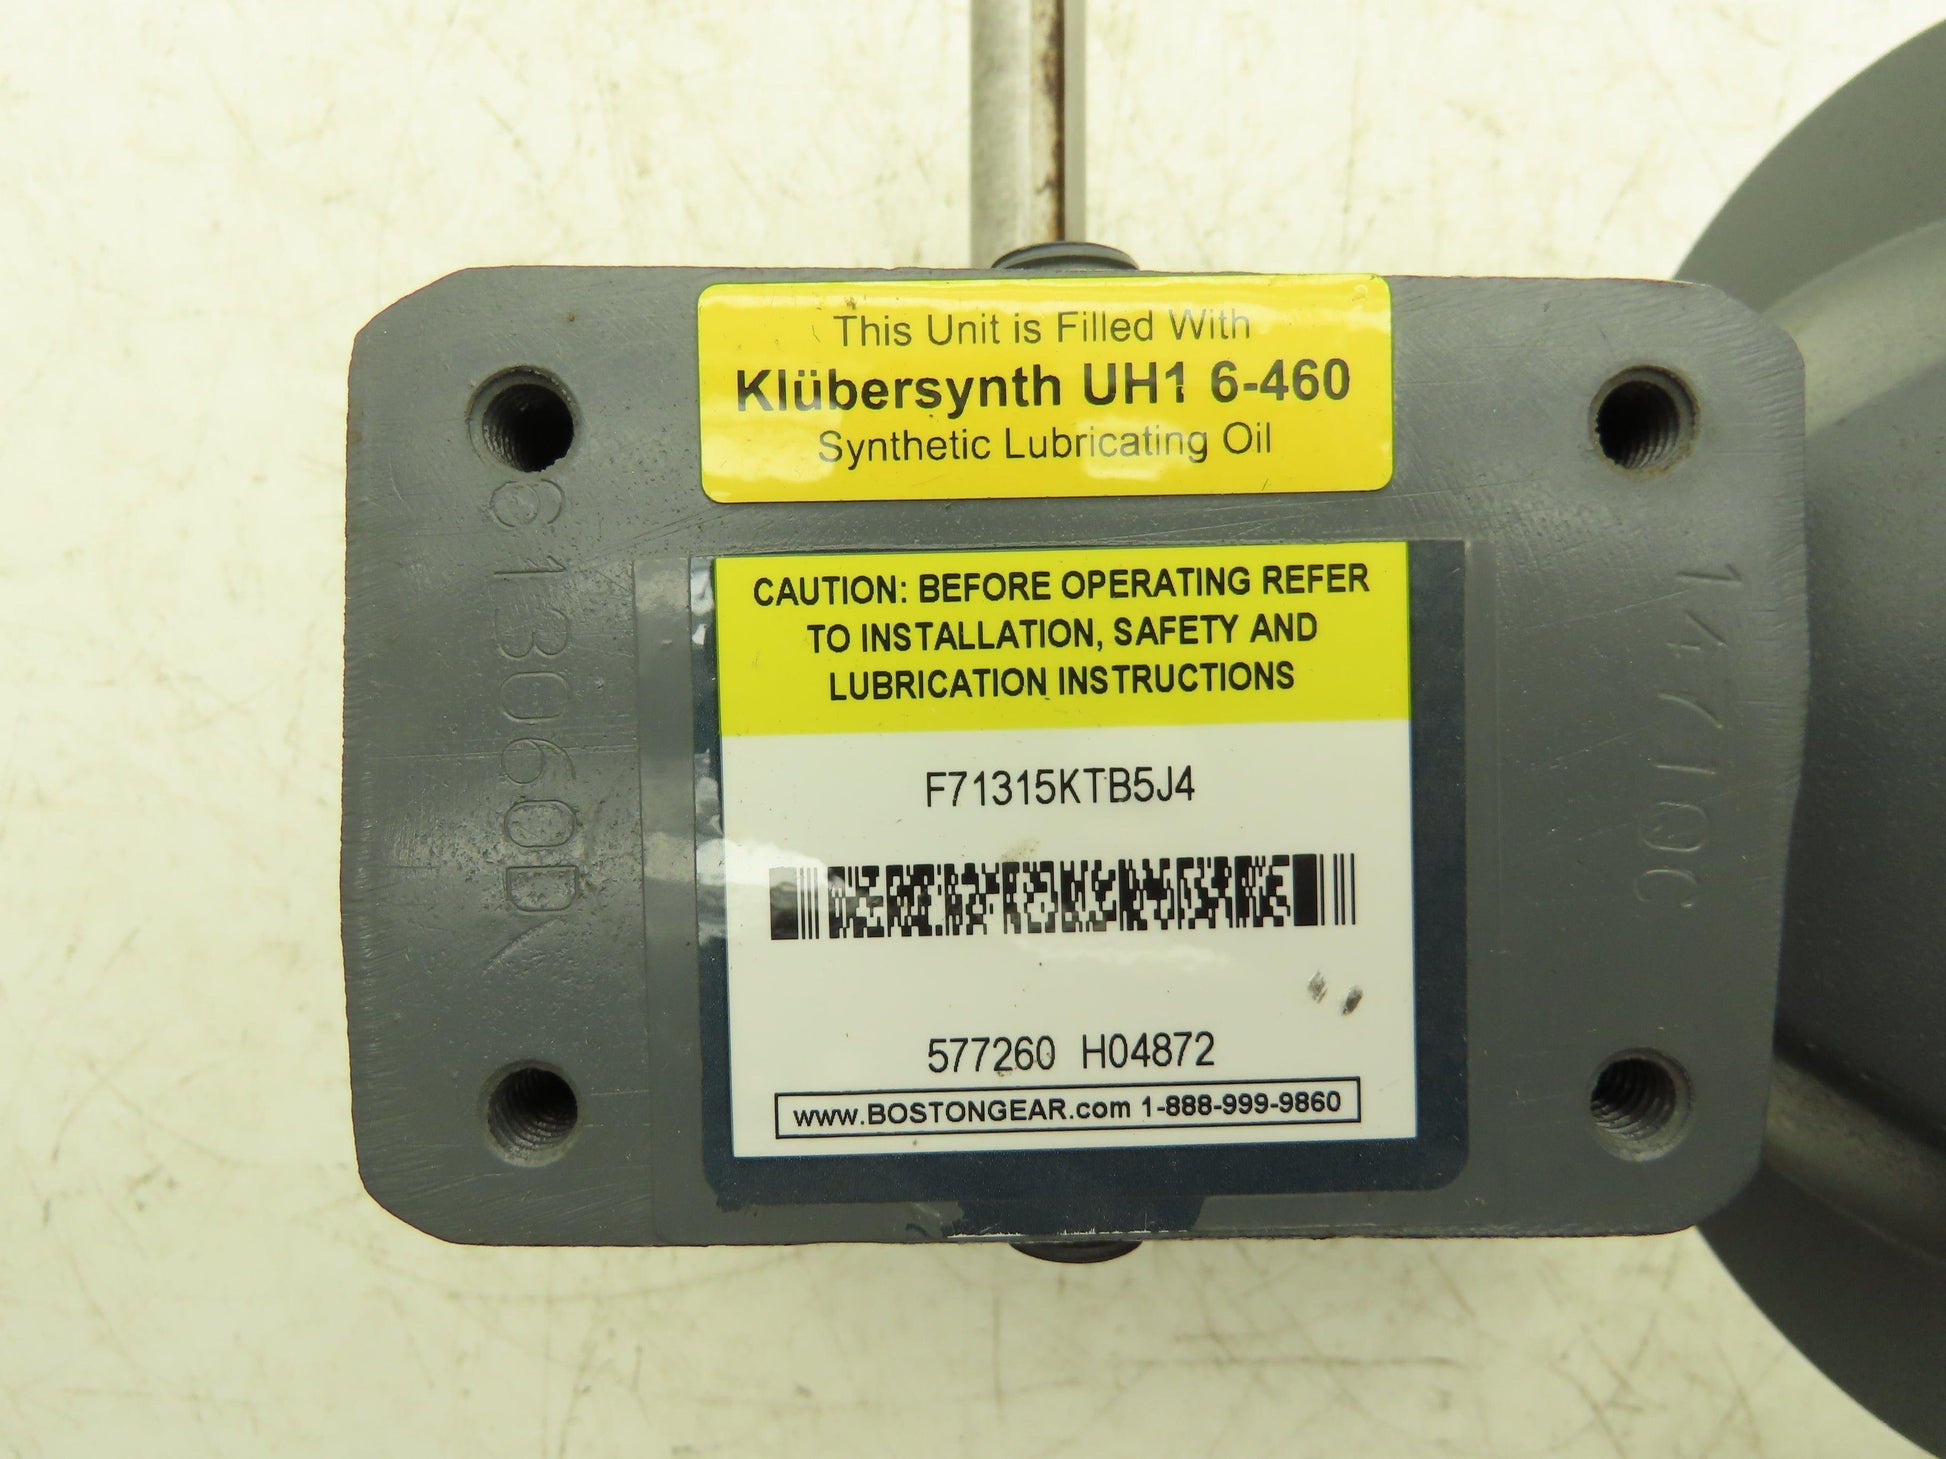 This Unit is Filled With
Klübersynth UH1 6-460
Synthetic Lubricating Oil
CAUTION: BEFORE OPERATING REFER
TO INSTALLATION, SAFETY AND
LUBRICATION INSTRUCTIONS
F71315KTB5J4
577260 H04872
www.BOSTONGEAR.com 1-888-999-9860
14710C